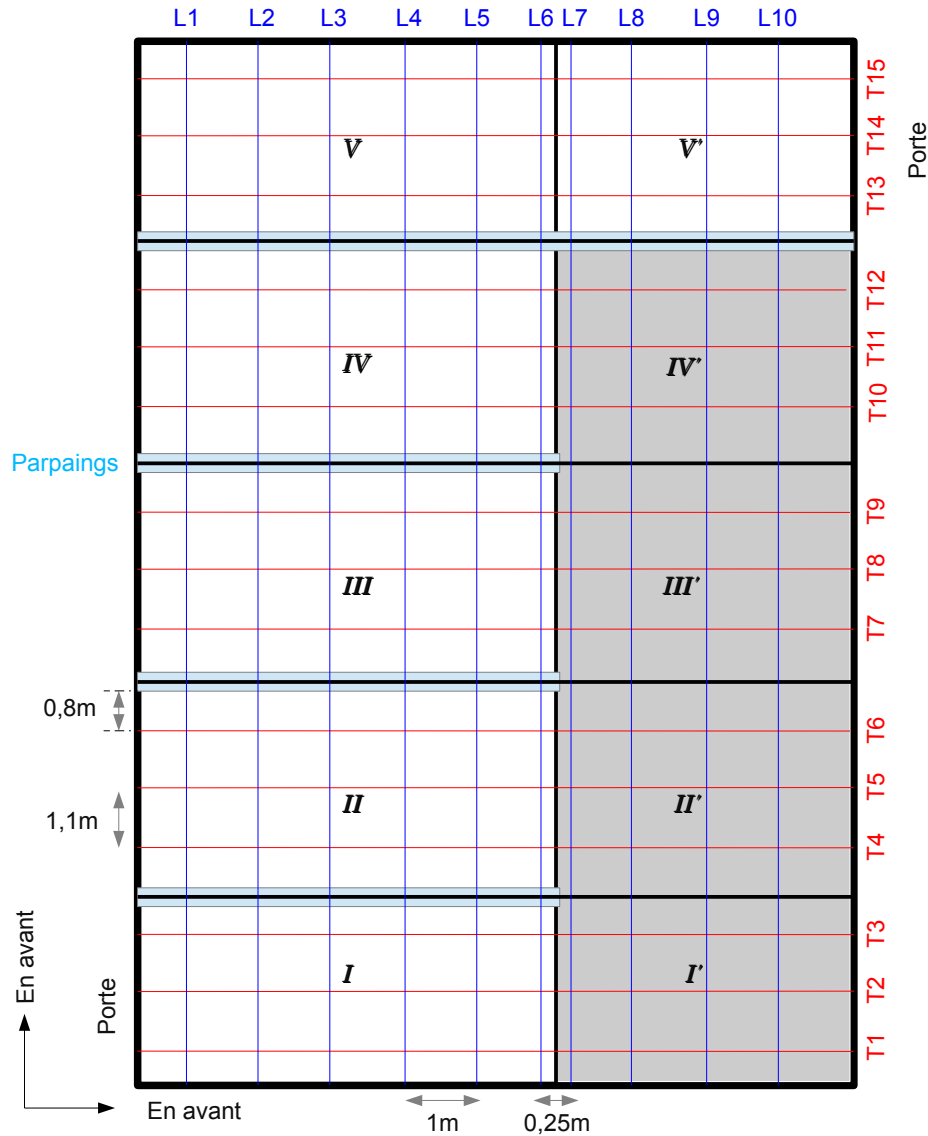 L1 L2 L3 L4 L5 L6 L7 L8 L9 L10
T15
T14
Porte
V V'
T13
T12
T11
IV IV'
T10
Parpaings
T9
T8
III III'
T7
0,8m
T6
T5
II II'
1,1m
T4
T3
I I'
En avant
Porte
T2
T1
En avant
1m
0,25m